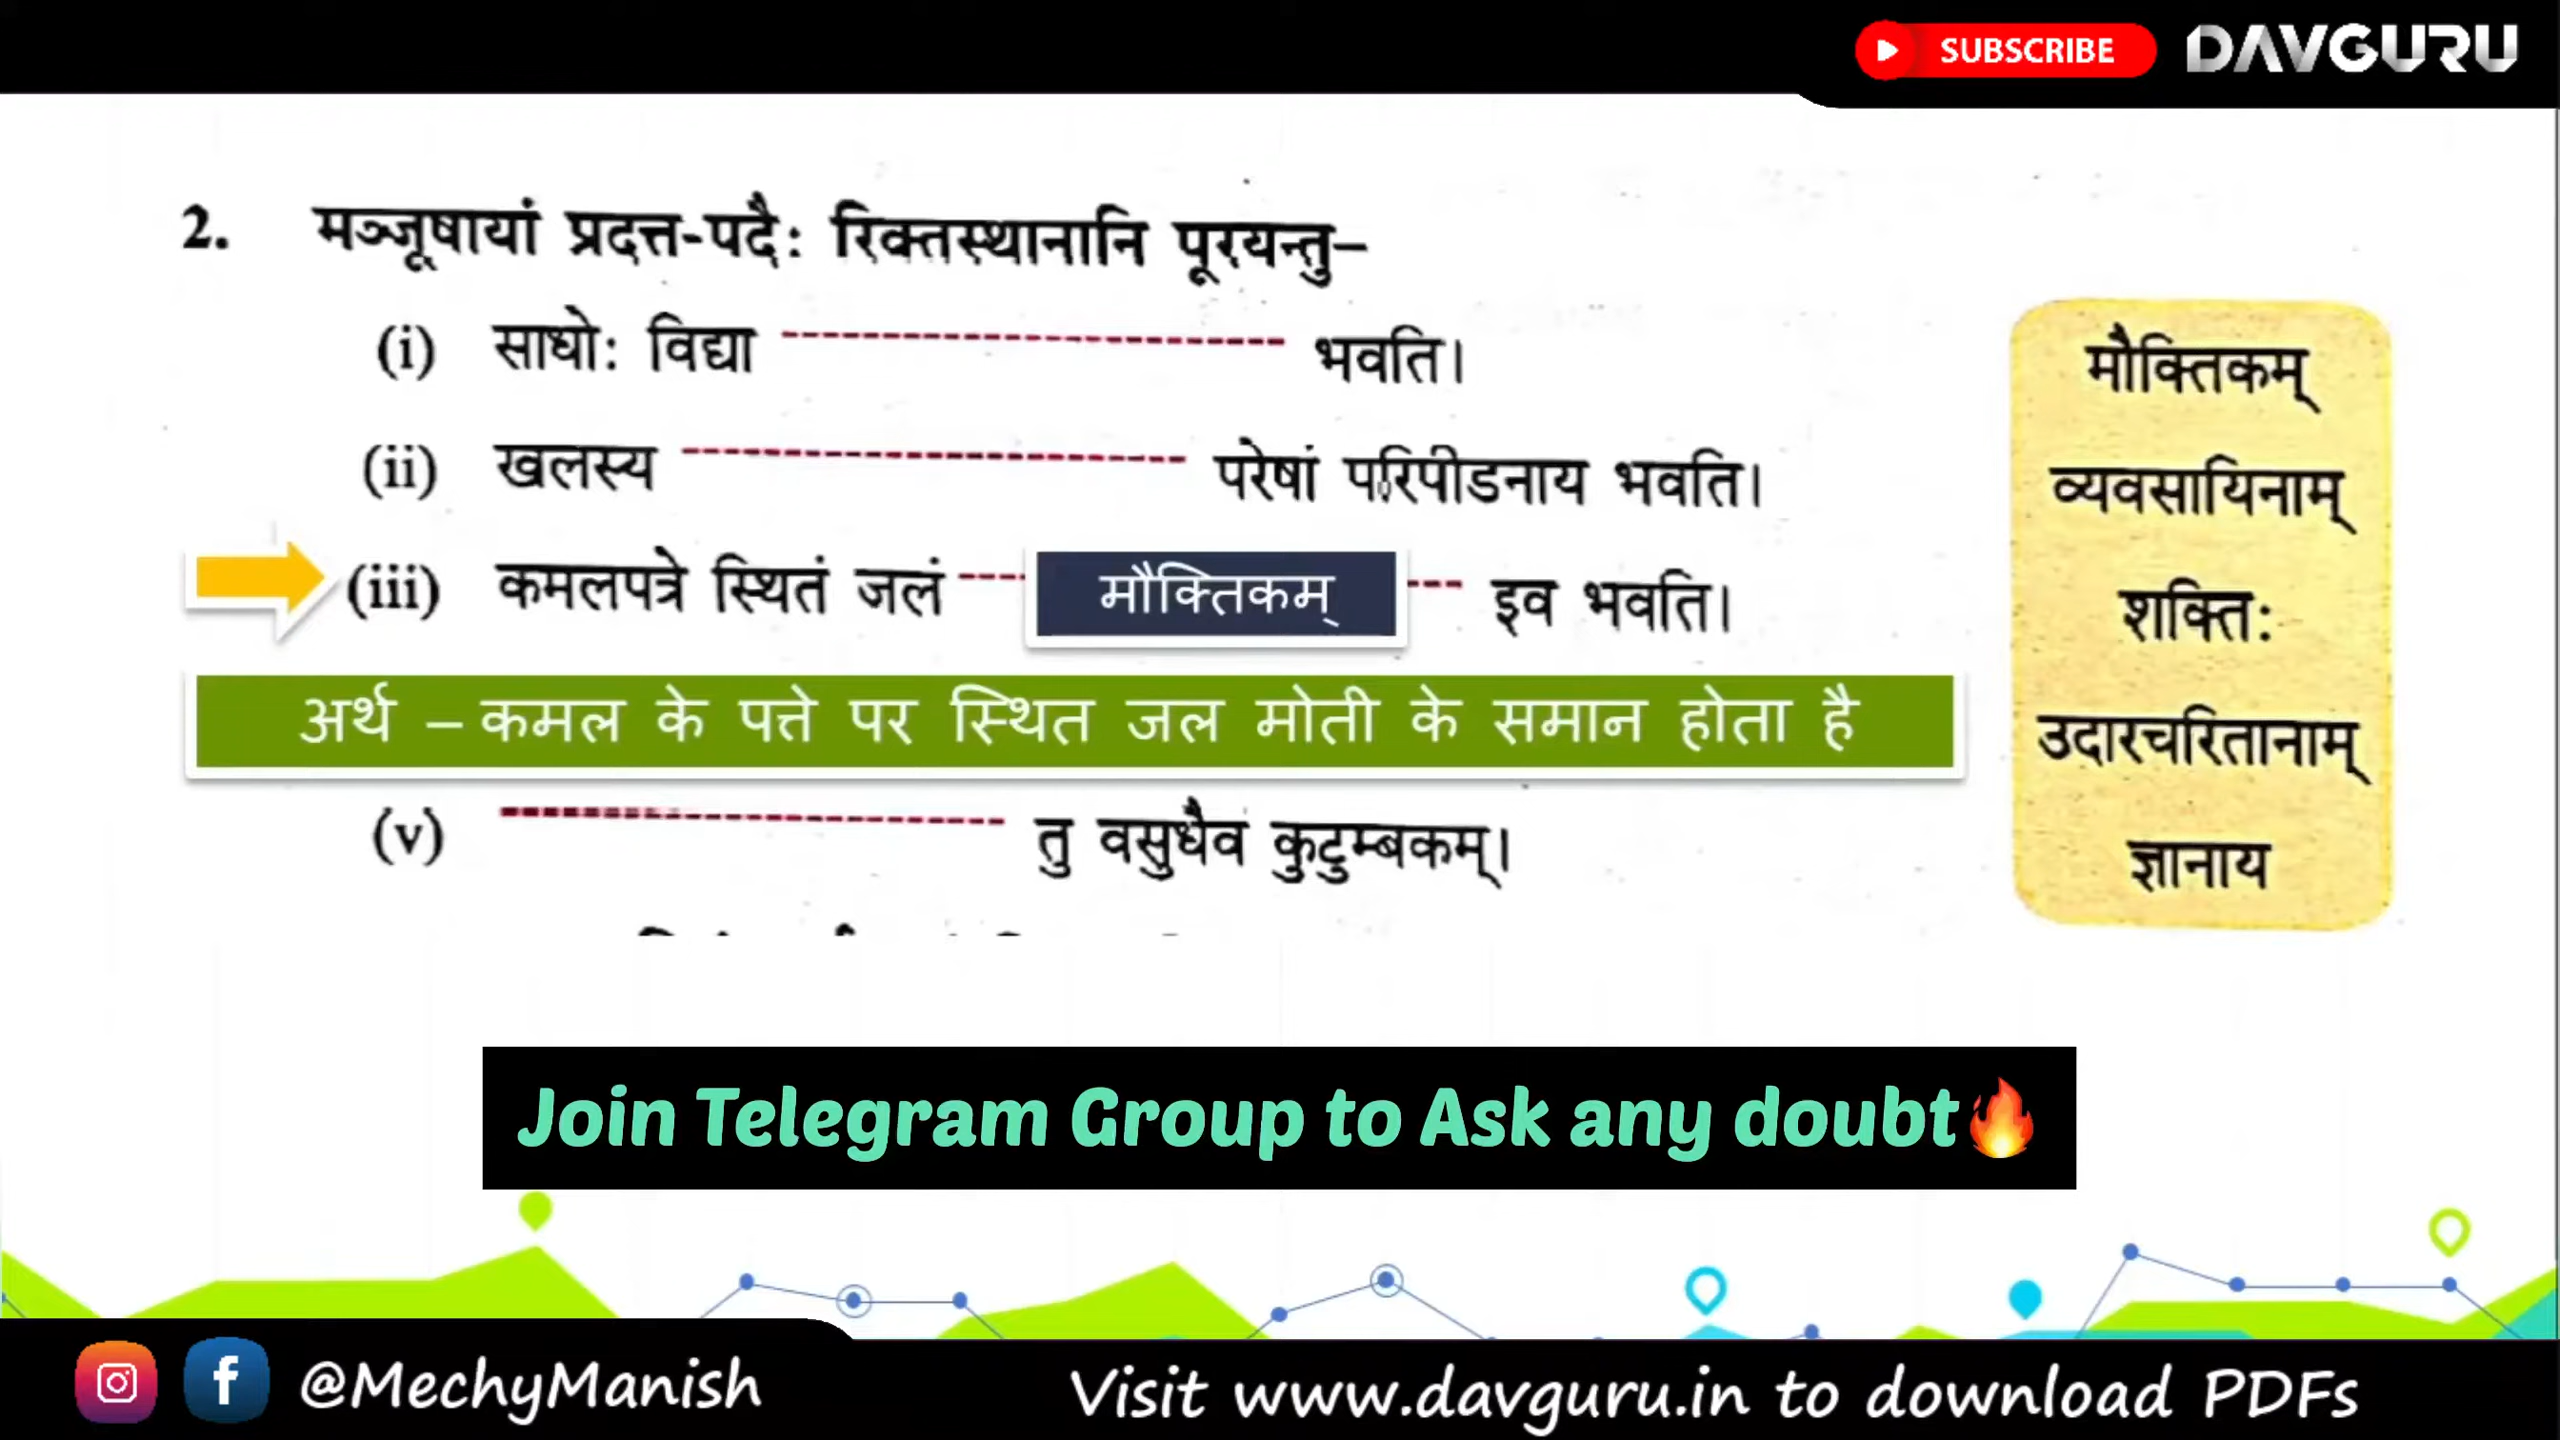 SUBSCRIBE DAVGURU
2. मञ्जूषायां प्रदत्त-पदैः रिक्तस्थानानि पूरयन्तु–
(i) साधोः विद्या ---------- भवति।
(ii) खलस्य ---------- परेषां परिपीडनाय भवति।
(iii) कमलपत्रे स्थितं जलं --- मौक्तिकम् --- इव भवति।
अर्थ – कमल के पत्ते पर स्थित जल मोती के समान होता है
(v) ---------- तु वसुधैव कुटुम्बकम्।
मौक्तिकम्
व्यवसायिनाम्
शक्तिः
उदारचरितानाम्
ज्ञानाय
Join Telegram Group to Ask any doubt🔥
@MechyManish
Visit www.davguru.in to download PDFs